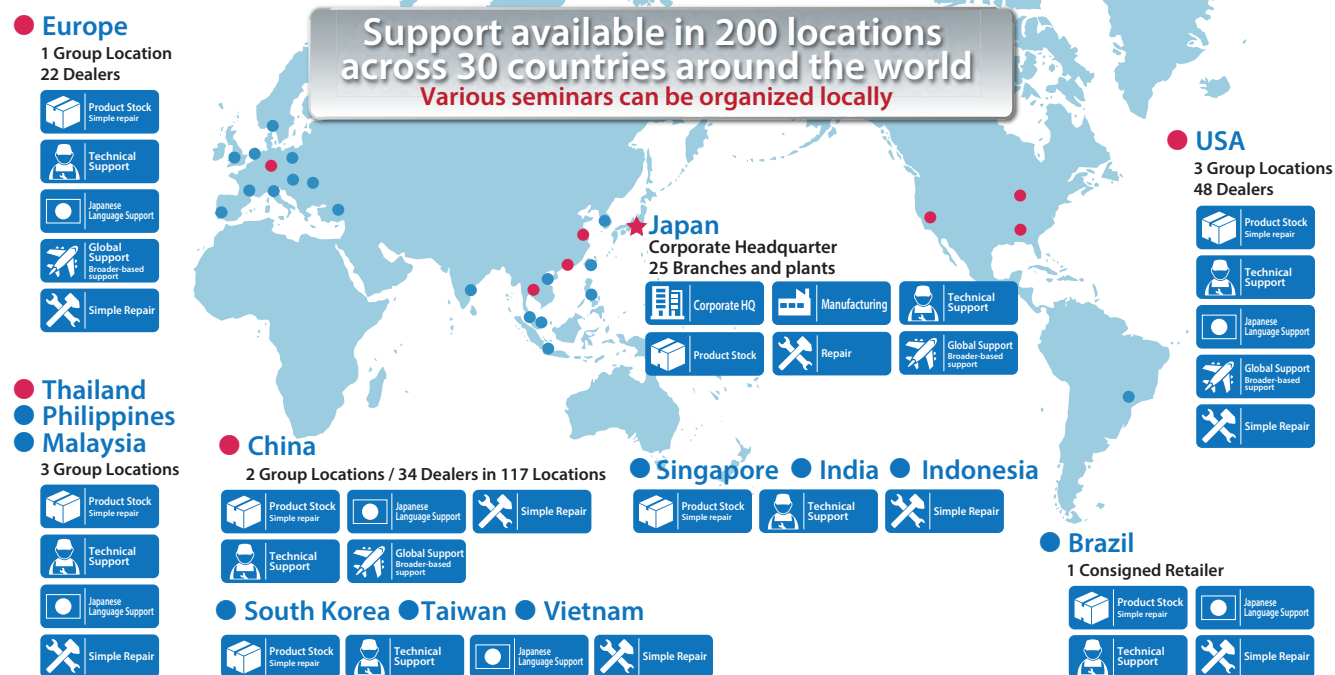 Support available in 200 locations
across 30 countries around the world
Various seminars can be organized locally
Europe
1 Group Location
22 Dealers
Product Stock
Simple repair
Technical
Support
Japanese
Language Support
Global
Support
Broader-based
support
Simple Repair
USA
3 Group Locations
48 Dealers
Product Stock
Simple repair
Technical
Support
Japanese
Language Support
Global Support
Broader-based
support
Simple Repair
Japan
Corporate Headquarter
25 Branches and plants
Corporate HQ
Manufacturing
Technical
Support
Product Stock
Repair
Global Support
Broader-based
support
Thailand
Philippines
Malaysia
3 Group Locations
Product Stock
Simple repair
Technical
Support
Japanese
Language Support
Simple Repair
China
2 Group Locations / 34 Dealers in 117 Locations
Product Stock
Simple repair
Japanese
Language Support
Simple Repair
Technical
Support
Global Support
Broader-based
support
Singapore India Indonesia
Product Stock
Simple repair
Technical
Support
Simple Repair
South Korea Taiwan Vietnam
Product Stock
Simple repair
Technical
Support
Japanese
Language Support
Simple Repair
Brazil
1 Consigned Retailer
Product Stock
Simple repair
Japanese
Language Support
Technical
Support
Simple Repair